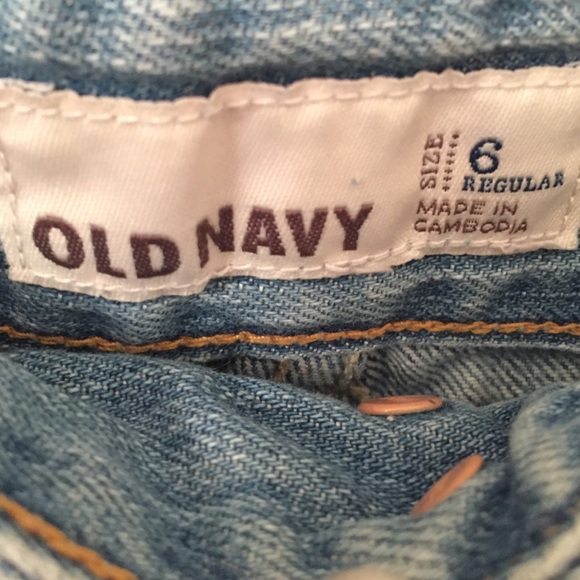 OLD NAVY
SIZE 6
REGULAR
MADE IN
CAMBODIA